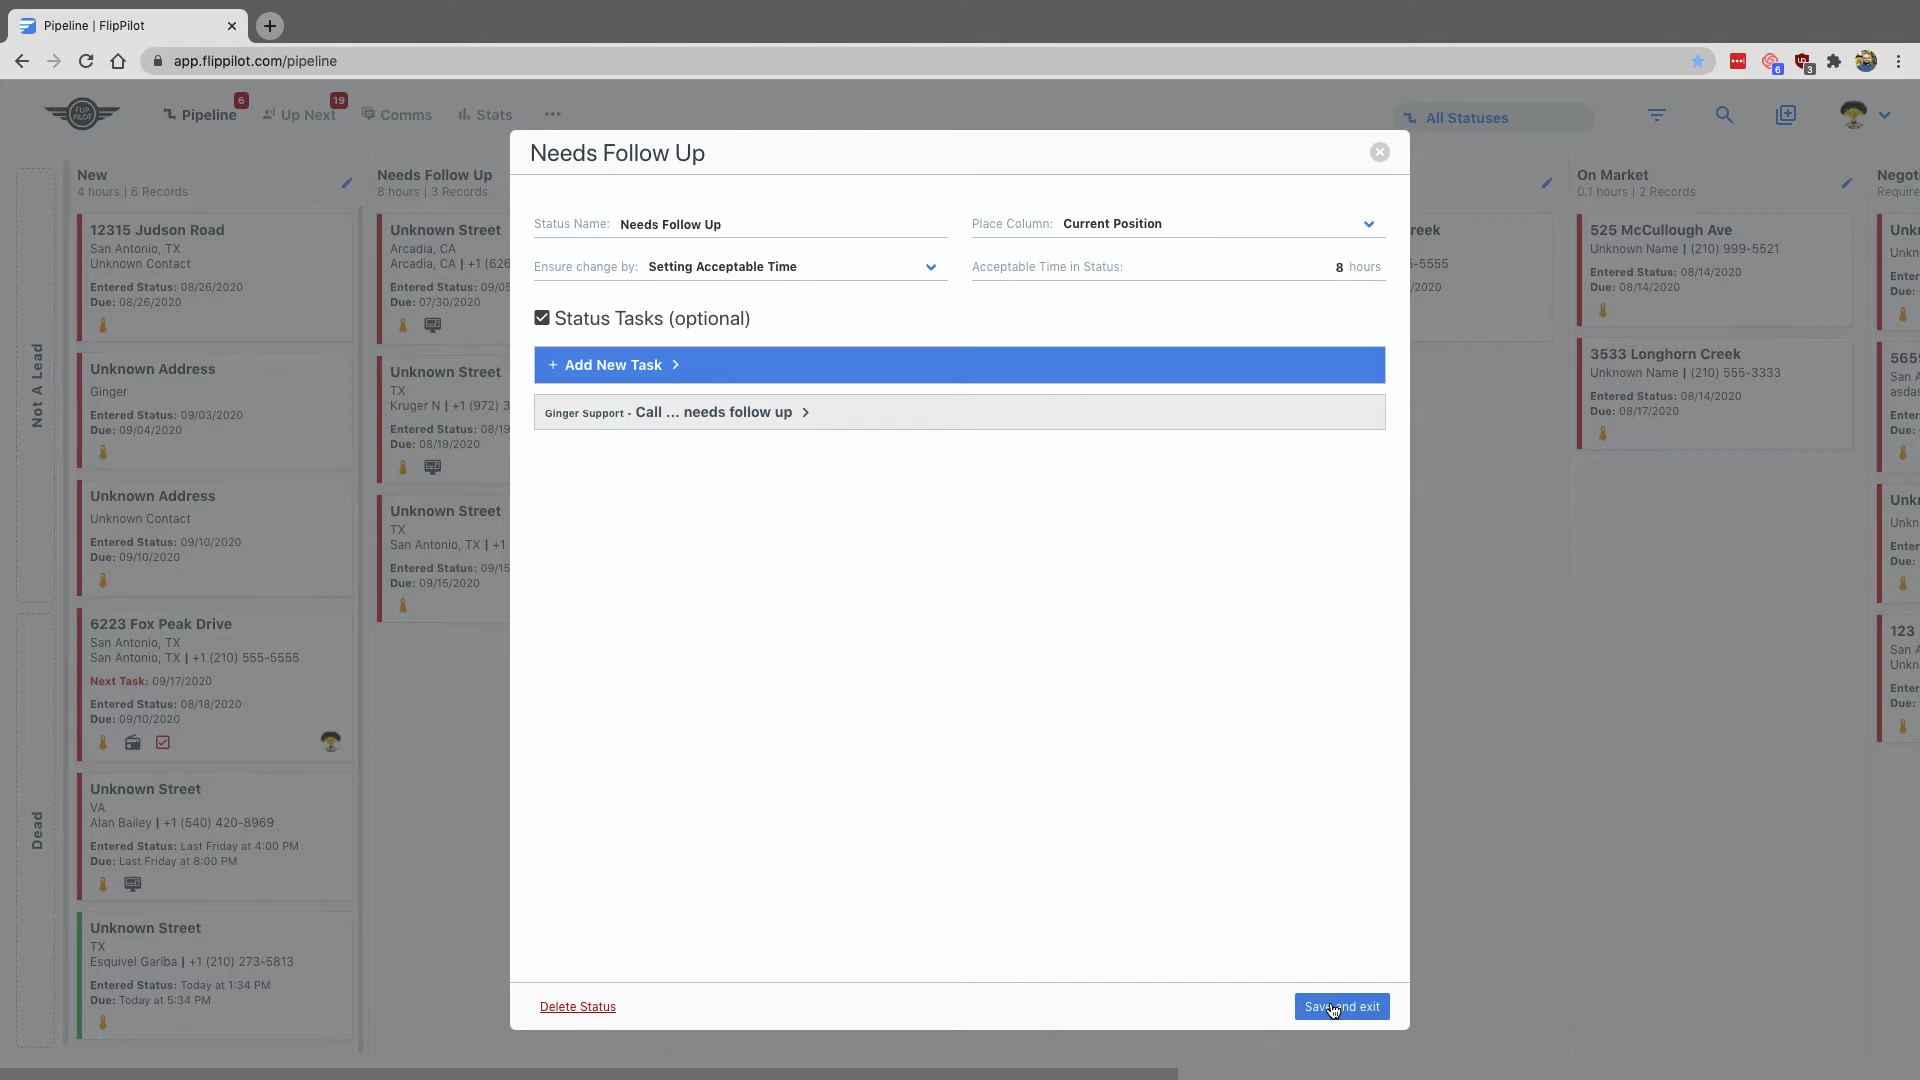 Pipeline | FlipPilot
app.flippilot.com/pipeline
6
3
FLIP
PILOT
Pipeline
6
Up Next
19
Comms
Stats
All Statuses
Not A Lead
Dead
New
4 hours | 6 Records
12315 Judson Road
San Antonio, TX
Unknown Contact
Entered Status: 08/26/2020
Due: 08/26/2020
Unknown Address
Ginger
Entered Status: 09/03/2020
Due: 09/04/2020
Unknown Address
Unknown Contact
Entered Status: 09/10/2020
Due: 09/10/2020
6223 Fox Peak Drive
San Antonio, TX
San Antonio, TX | +1 (210) 555-5555
Next Task: 09/17/2020
Entered Status: 08/18/2020
Due: 09/10/2020
Unknown Street
VA
Alan Bailey | +1 (540) 420-8969
Entered Status: Last Friday at 4:00 PM
Due: Last Friday at 8:00 PM
Unknown Street
TX
Esquivel Gariba | +1 (210) 273-5813
Entered Status: Today at 1:34 PM
Due: Today at 5:34 PM
Needs Follow Up
8 hours | 3 Records
Unknown Street
Arcadia, CA
Arcadia, CA | +1 (626
Entered Status: 09/05
Due: 07/30/2020
Unknown Street
TX
Kruger N | +1 (972) 3
Entered Status: 08/19
Due: 08/19/2020
Unknown Street
TX
San Antonio, TX | +1
Entered Status: 09/15
Due: 09/15/2020
Needs Follow Up
Status Name: Needs Follow Up
Place Column: Current Position
Ensure change by: Setting Acceptable Time
Acceptable Time in Status: 8 hours
Status Tasks (optional)
+ Add New Task >
Ginger Support - Call ... needs follow up >
Delete Status
Save and exit
reek
5-5555
/2020
On Market
0.1 hours | 2 Records
525 McCullough Ave
Unknown Name | (210) 999-5521
Entered Status: 08/14/2020
Due: 08/14/2020
3533 Longhorn Creek
Unknown Name | (210) 555-3333
Entered Status: 08/14/2020
Due: 08/17/2020
Negot
Require
Unkn
Unkn
Enter
Due:
565
San A
asdas
Enter
Due:
Unkn
Unkn
Enter
Due:
123
San A
Unkn
Enter
Due: